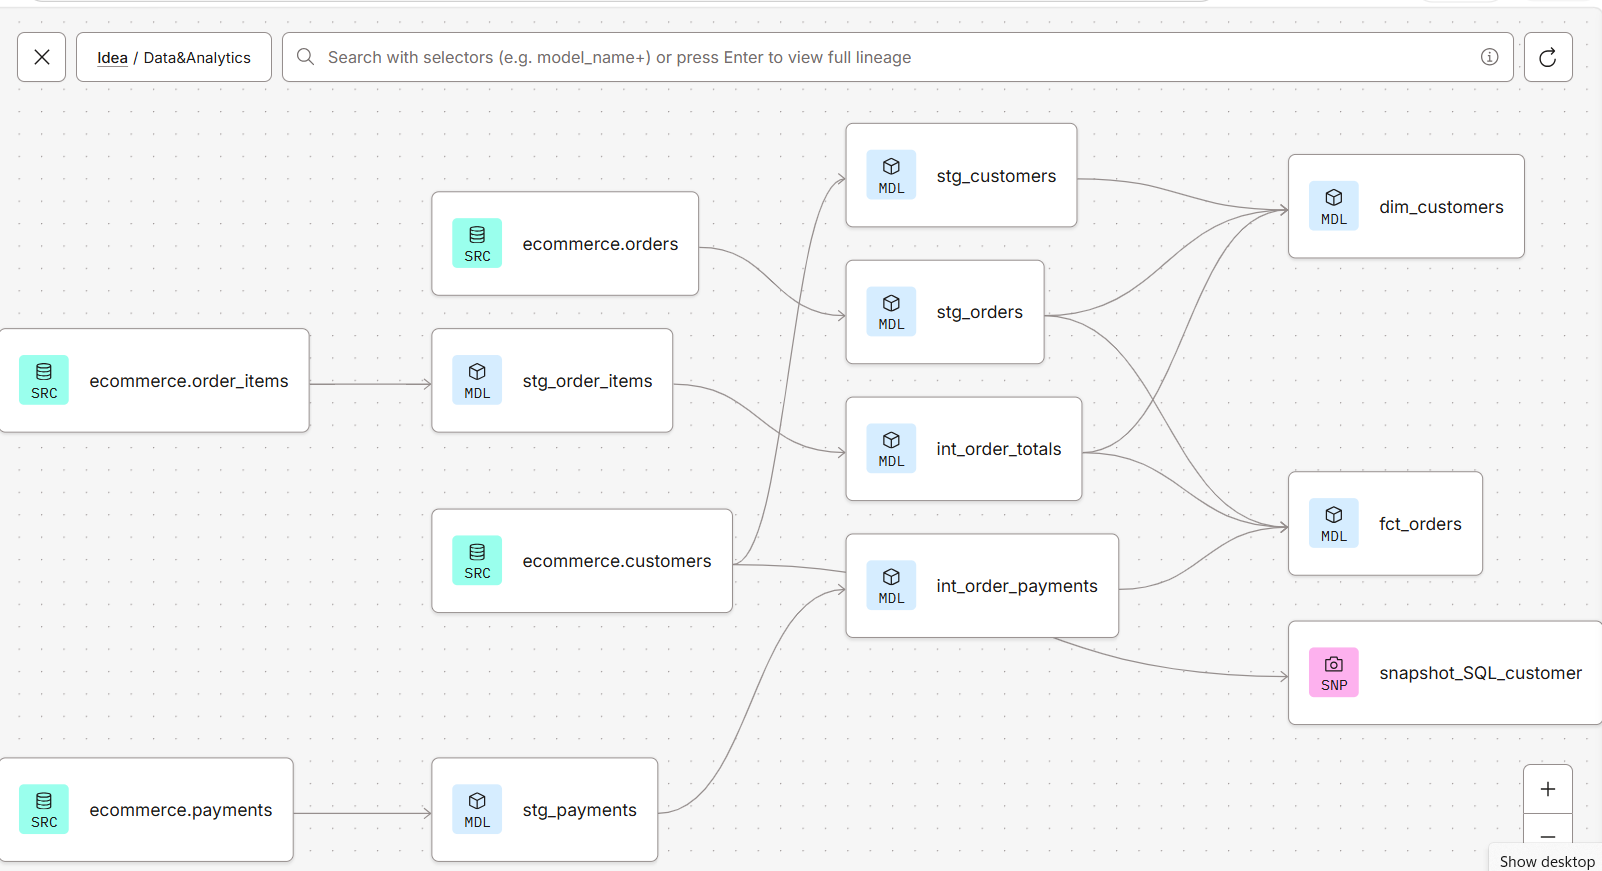 Idea / Data&Analytics
Search with selectors (e.g. model_name+) or press Enter to view full lineage
MDL
stg_customers
MDL
dim_customers
SRC
ecommerce.orders
MDL
stg_orders
SRC
ecommerce.order_items
MDL
stg_order_items
MDL
int_order_totals
SRC
ecommerce.customers
MDL
int_order_payments
MDL
fct_orders
SNP
snapshot_SQL_customer
SRC
ecommerce.payments
MDL
stg_payments
Show desktop